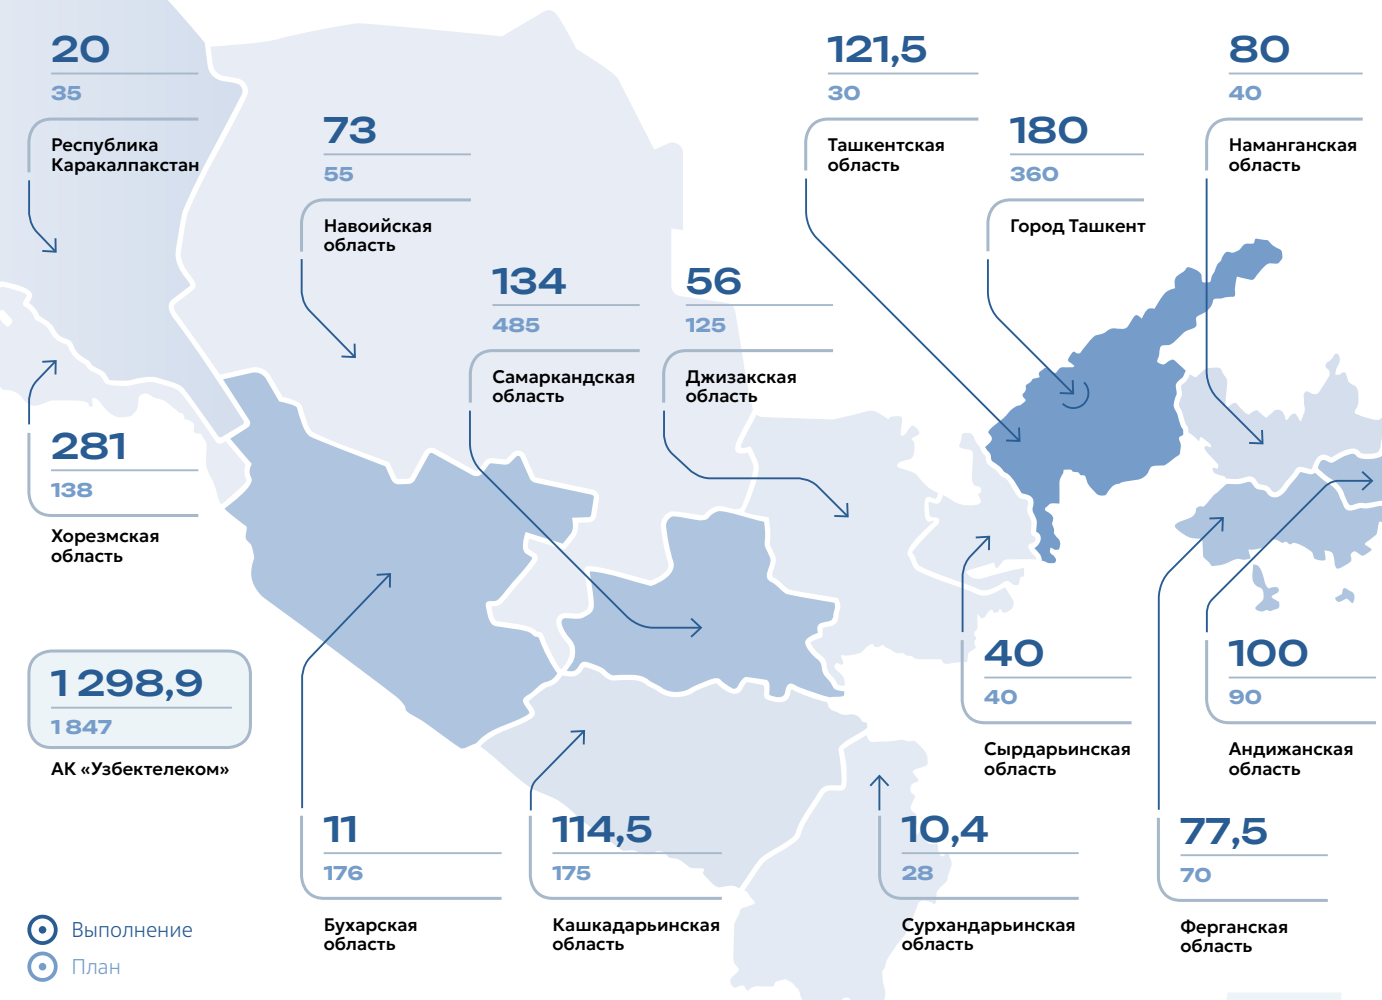 20
35
Республика
Каракалпакстан
73
55
Навоийская
область
134
485
Самаркандская
область
56
125
Джизакская
область
121,5
30
Ташкентская
область
180
360
Город Ташкент
80
40
Наманганская
область
281
138
Хорезмская
область
1 298,9
1 847
АК «Узбектелеком»
11
176
Бухарская
область
114,5
175
Кашкадарьинская
область
10,4
28
Сурхандарьинская
область
40
40
Сырдарьинская
область
100
90
Андижанская
область
77,5
70
Ферганская
область
Выполнение
План